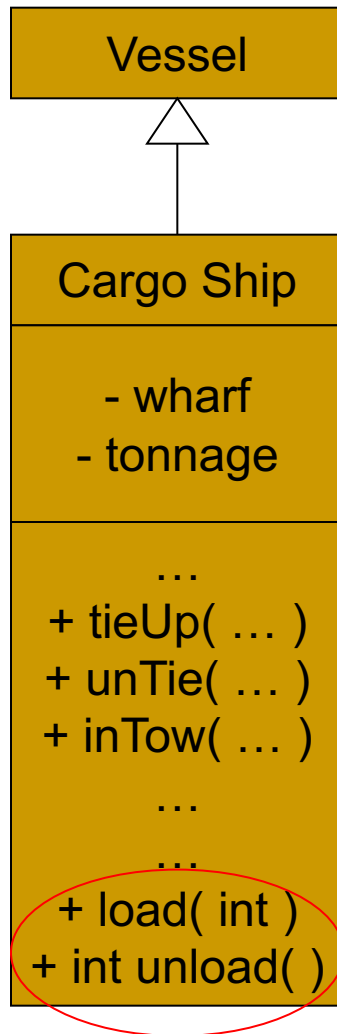 Vessel
Cargo Ship
- wharf
- tonnage
…
+ tieUp( … )
+ unTie( … )
+ inTow( … )
…
…
+ load( int )
+ int unload( )